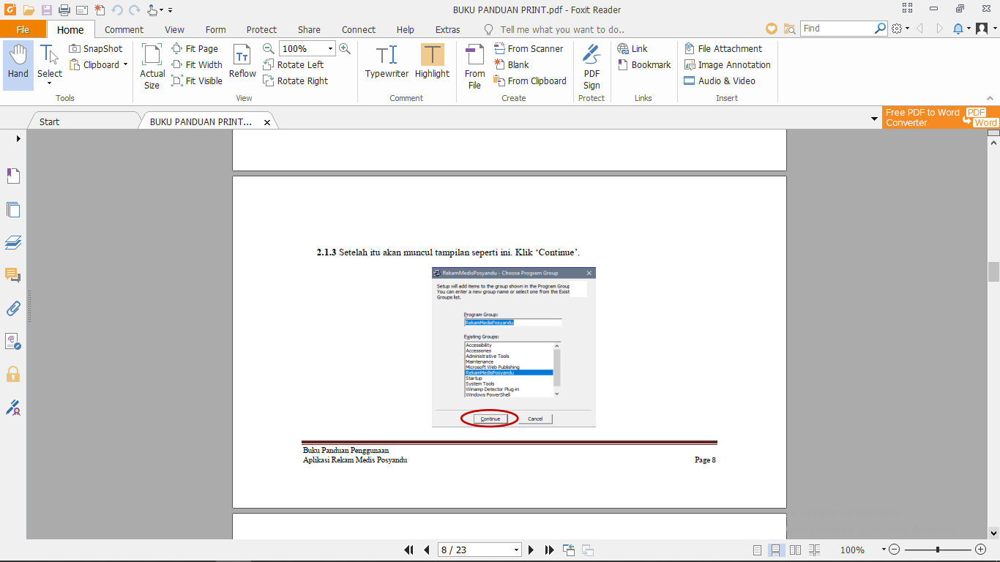 BUKU PANDUAN PRINT.pdf - Foxit Reader
File Home Comment View Form Protect Share Connect Help Extras Tell me what you want to do.. Find
Hand
Select
SnapShot
Clipboard
Tools
Actual Size
Fit Page
Fit Width
Fit Visible
Reflow
100%
Rotate Left
Rotate Right
View
Typewriter
Highlight
Comment
From File
From Scanner
Blank
From Clipboard
Create
PDF Sign
Protect
Link
Bookmark
Links
File Attachment
Image Annotation
Audio & Video
Insert
Start
BUKU PANDUAN PRINT...
Free PDF to Word
Converter
PDF
Word
2.1.3 Setelah itu akan muncul tampilan seperti ini. Klik ‘Continue’.
RekamMedisPosyandu - Choose Program Group
Setup will add items to the group shown in the Program Group
You can enter a new group name or select one from the Exist
Groups list.
Program Group:
RekamMedisPosyandu
Existing Groups:
Accessibility
Accessories
Administrative Tools
Maintenance
Microsoft Web Publishing
RekamMedisPosyandu
Startup
System Tools
Winamp Detector Plug-in
Windows PowerShell
Continue Cancel
Buku Panduan Penggunaan
Aplikasi Rekam Medis Posyandu Page 8
8 / 23
100%